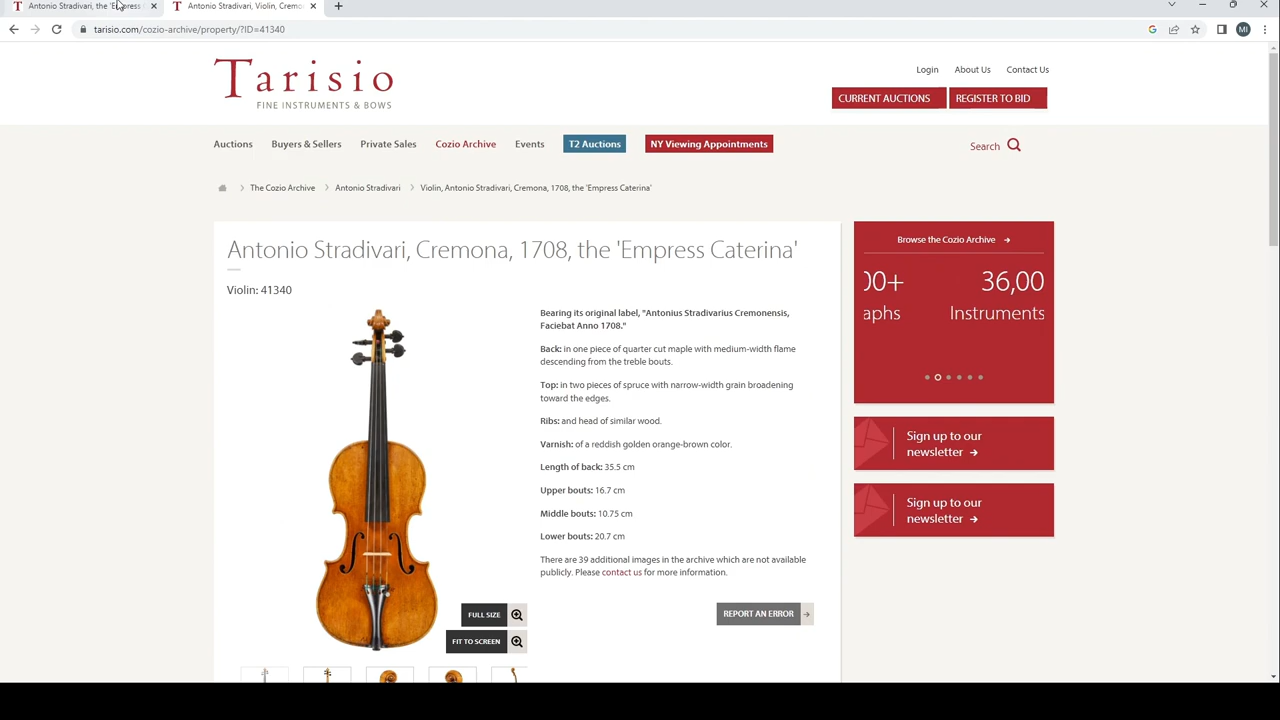 Antonio Stradivari, the 'Empress
Antonio Stradivari, Violin, Cremo
tarisio.com/cozio-archive/property/?ID=41340
MI
Tarisio
FINE INSTRUMENTS & BOWS
Login About Us Contact Us
CURRENT AUCTIONS REGISTER TO BID
Auctions Buyers & Sellers Private Sales Cozio Archive Events T2 Auctions NY Viewing Appointments Search
The Cozio Archive Antonio Stradivari Violin, Antonio Stradivari, Cremona, 1708, the 'Empress Caterina'
Antonio Stradivari, Cremona, 1708, the 'Empress Caterina'
Violin: 41340
Bearing its original label, "Antonius Stradivarius Cremonensis,
Faciebat Anno 1708."
Back: in one piece of quarter cut maple with medium-width flame
descending from the treble bouts.
Top: in two pieces of spruce with narrow-width grain broadening
toward the edges.
Ribs: and head of similar wood.
Varnish: of a reddish golden orange-brown color.
Length of back: 35.5 cm
Upper bouts: 16.7 cm
Middle bouts: 10.75 cm
Lower bouts: 20.7 cm
There are 39 additional images in the archive which are not available
publicly. Please contact us for more information.
REPORT AN ERROR
FULL SIZE
FIT TO SCREEN
Browse the Cozio Archive
00+ 36,00
aphs Instruments
Sign up to our
newsletter
Sign up to our
newsletter